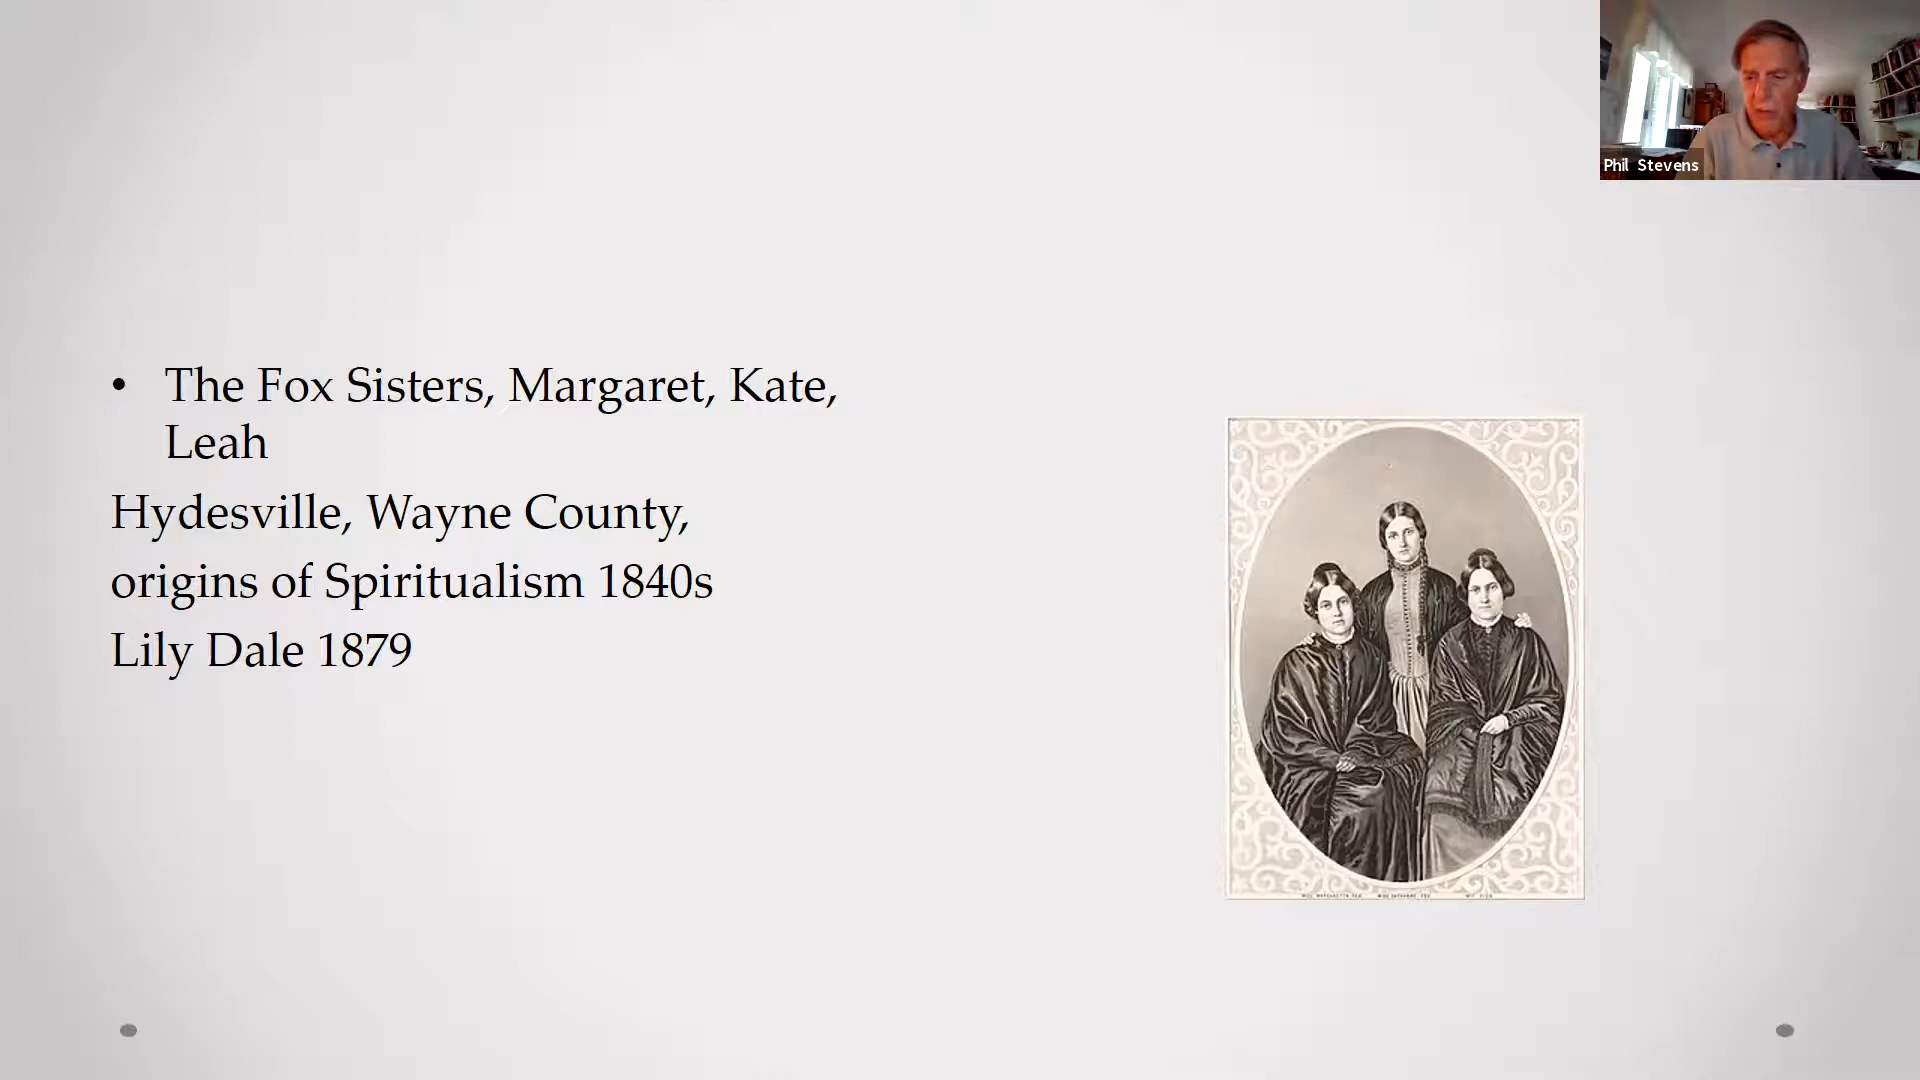 Phil Stevens
• The Fox Sisters, Margaret, Kate,
Leah
Hydesville, Wayne County,
origins of Spiritualism 1840s
Lily Dale 1879